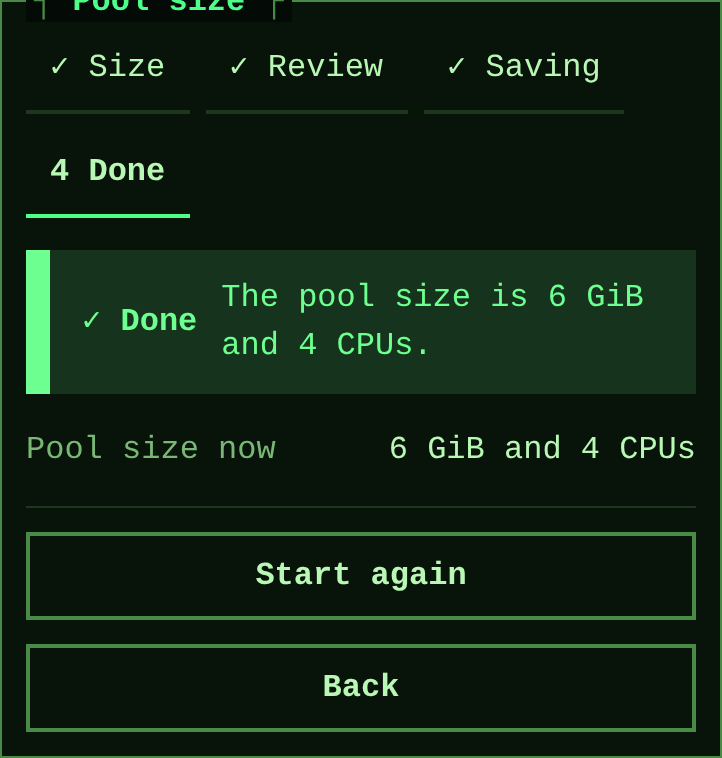 ┤ Pool size ├
✓ Size ✓ Review ✓ Saving
4 Done
✓ Done The pool size is 6 GiB
and 4 CPUs.
Pool size now 6 GiB and 4 CPUs
Start again
Back